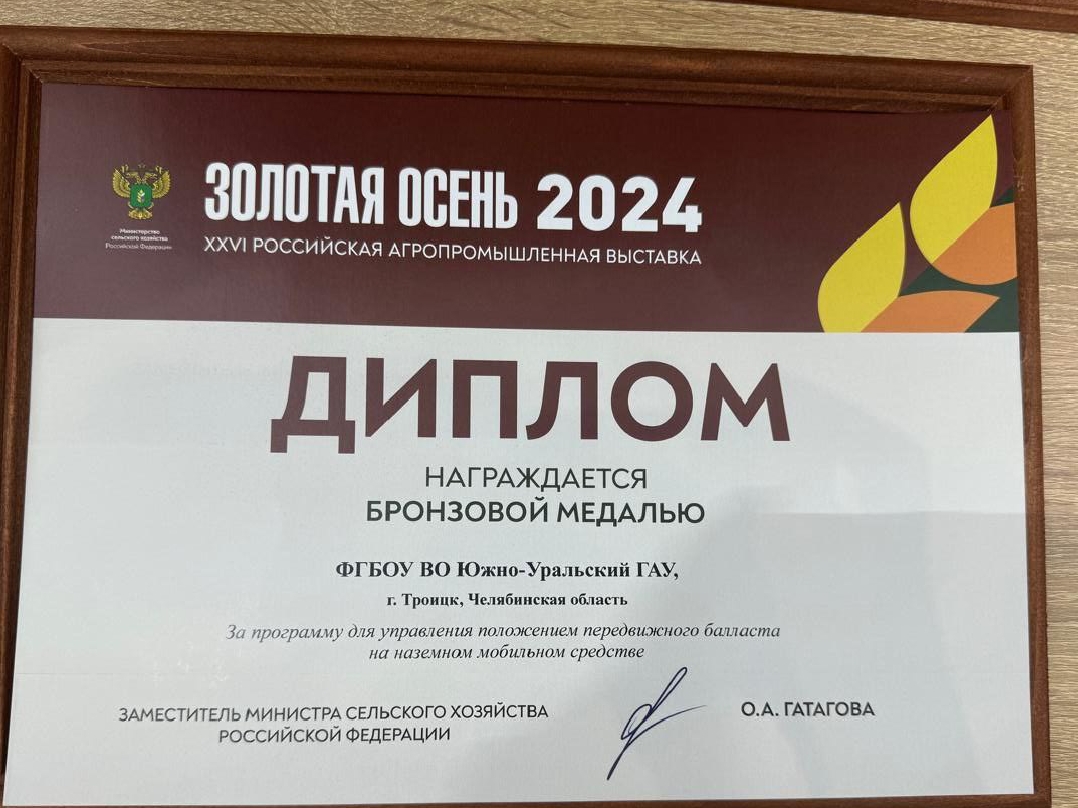 ЗОЛОТАЯ ОСЕНЬ 2024
XXVI РОССИЙСКАЯ АГРОПРОМЫШЛЕННАЯ ВЫСТАВКА
Министерство
сельского хозяйства
Российской Федерации
ДИПЛОМ
НАГРАЖДАЕТСЯ
БРОНЗОВОЙ МЕДАЛЬЮ
ФГБОУ ВО Южно-Уральский ГАУ,
г. Троицк, Челябинская область
За программу для управления положением передвижного балласта
на наземном мобильном средстве
ЗАМЕСТИТЕЛЬ МИНИСТРА СЕЛЬСКОГО ХОЗЯЙСТВА
РОССИЙСКОЙ ФЕДЕРАЦИИ
О.А. ГАТАГОВА